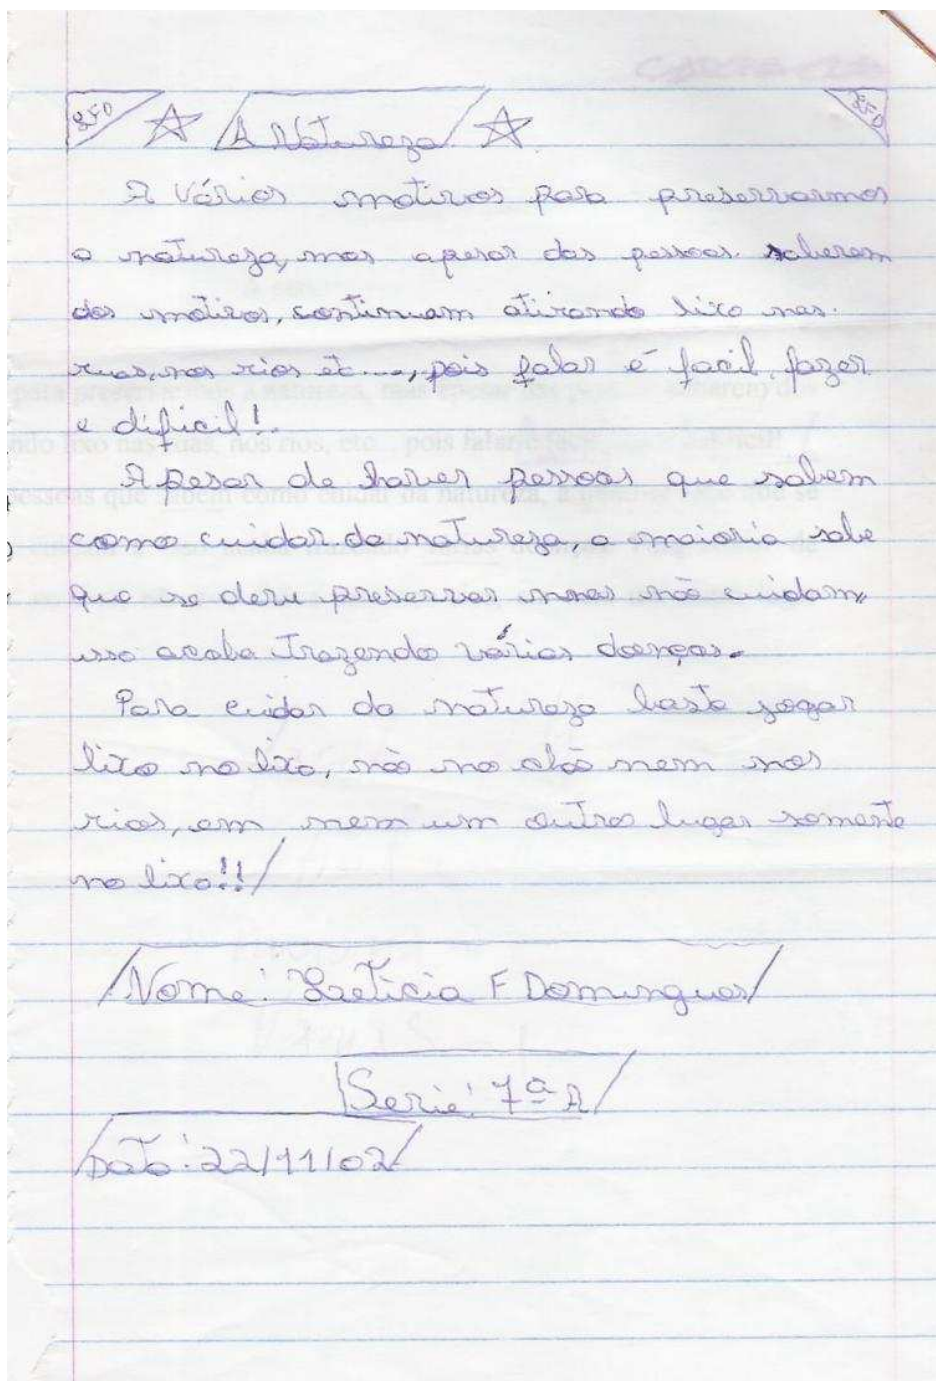 LFD A Natureza LFD
A Vários motivos para preservarmos
a natureza, mas apesar das pessoas saberem
dos motivos, continuam atirando lixo nas
ruas, nos rios etc..., pois falar é facil, fazer
e dificil!
Apesar de haver pessoas que sabem
como cuidar da natureza, a maioria sabe
que se deve preservar mas não cuidam,
isso acaba trazendo várias doenças.
Para cuidar da natureza basta jogar
lixo no lixo, não no chão nem nos
rios, em nem um outro lugar somente
no lixo!!
Nome: Laeticia F Domingues
Serie: 7ª A
Data: 22/11/02